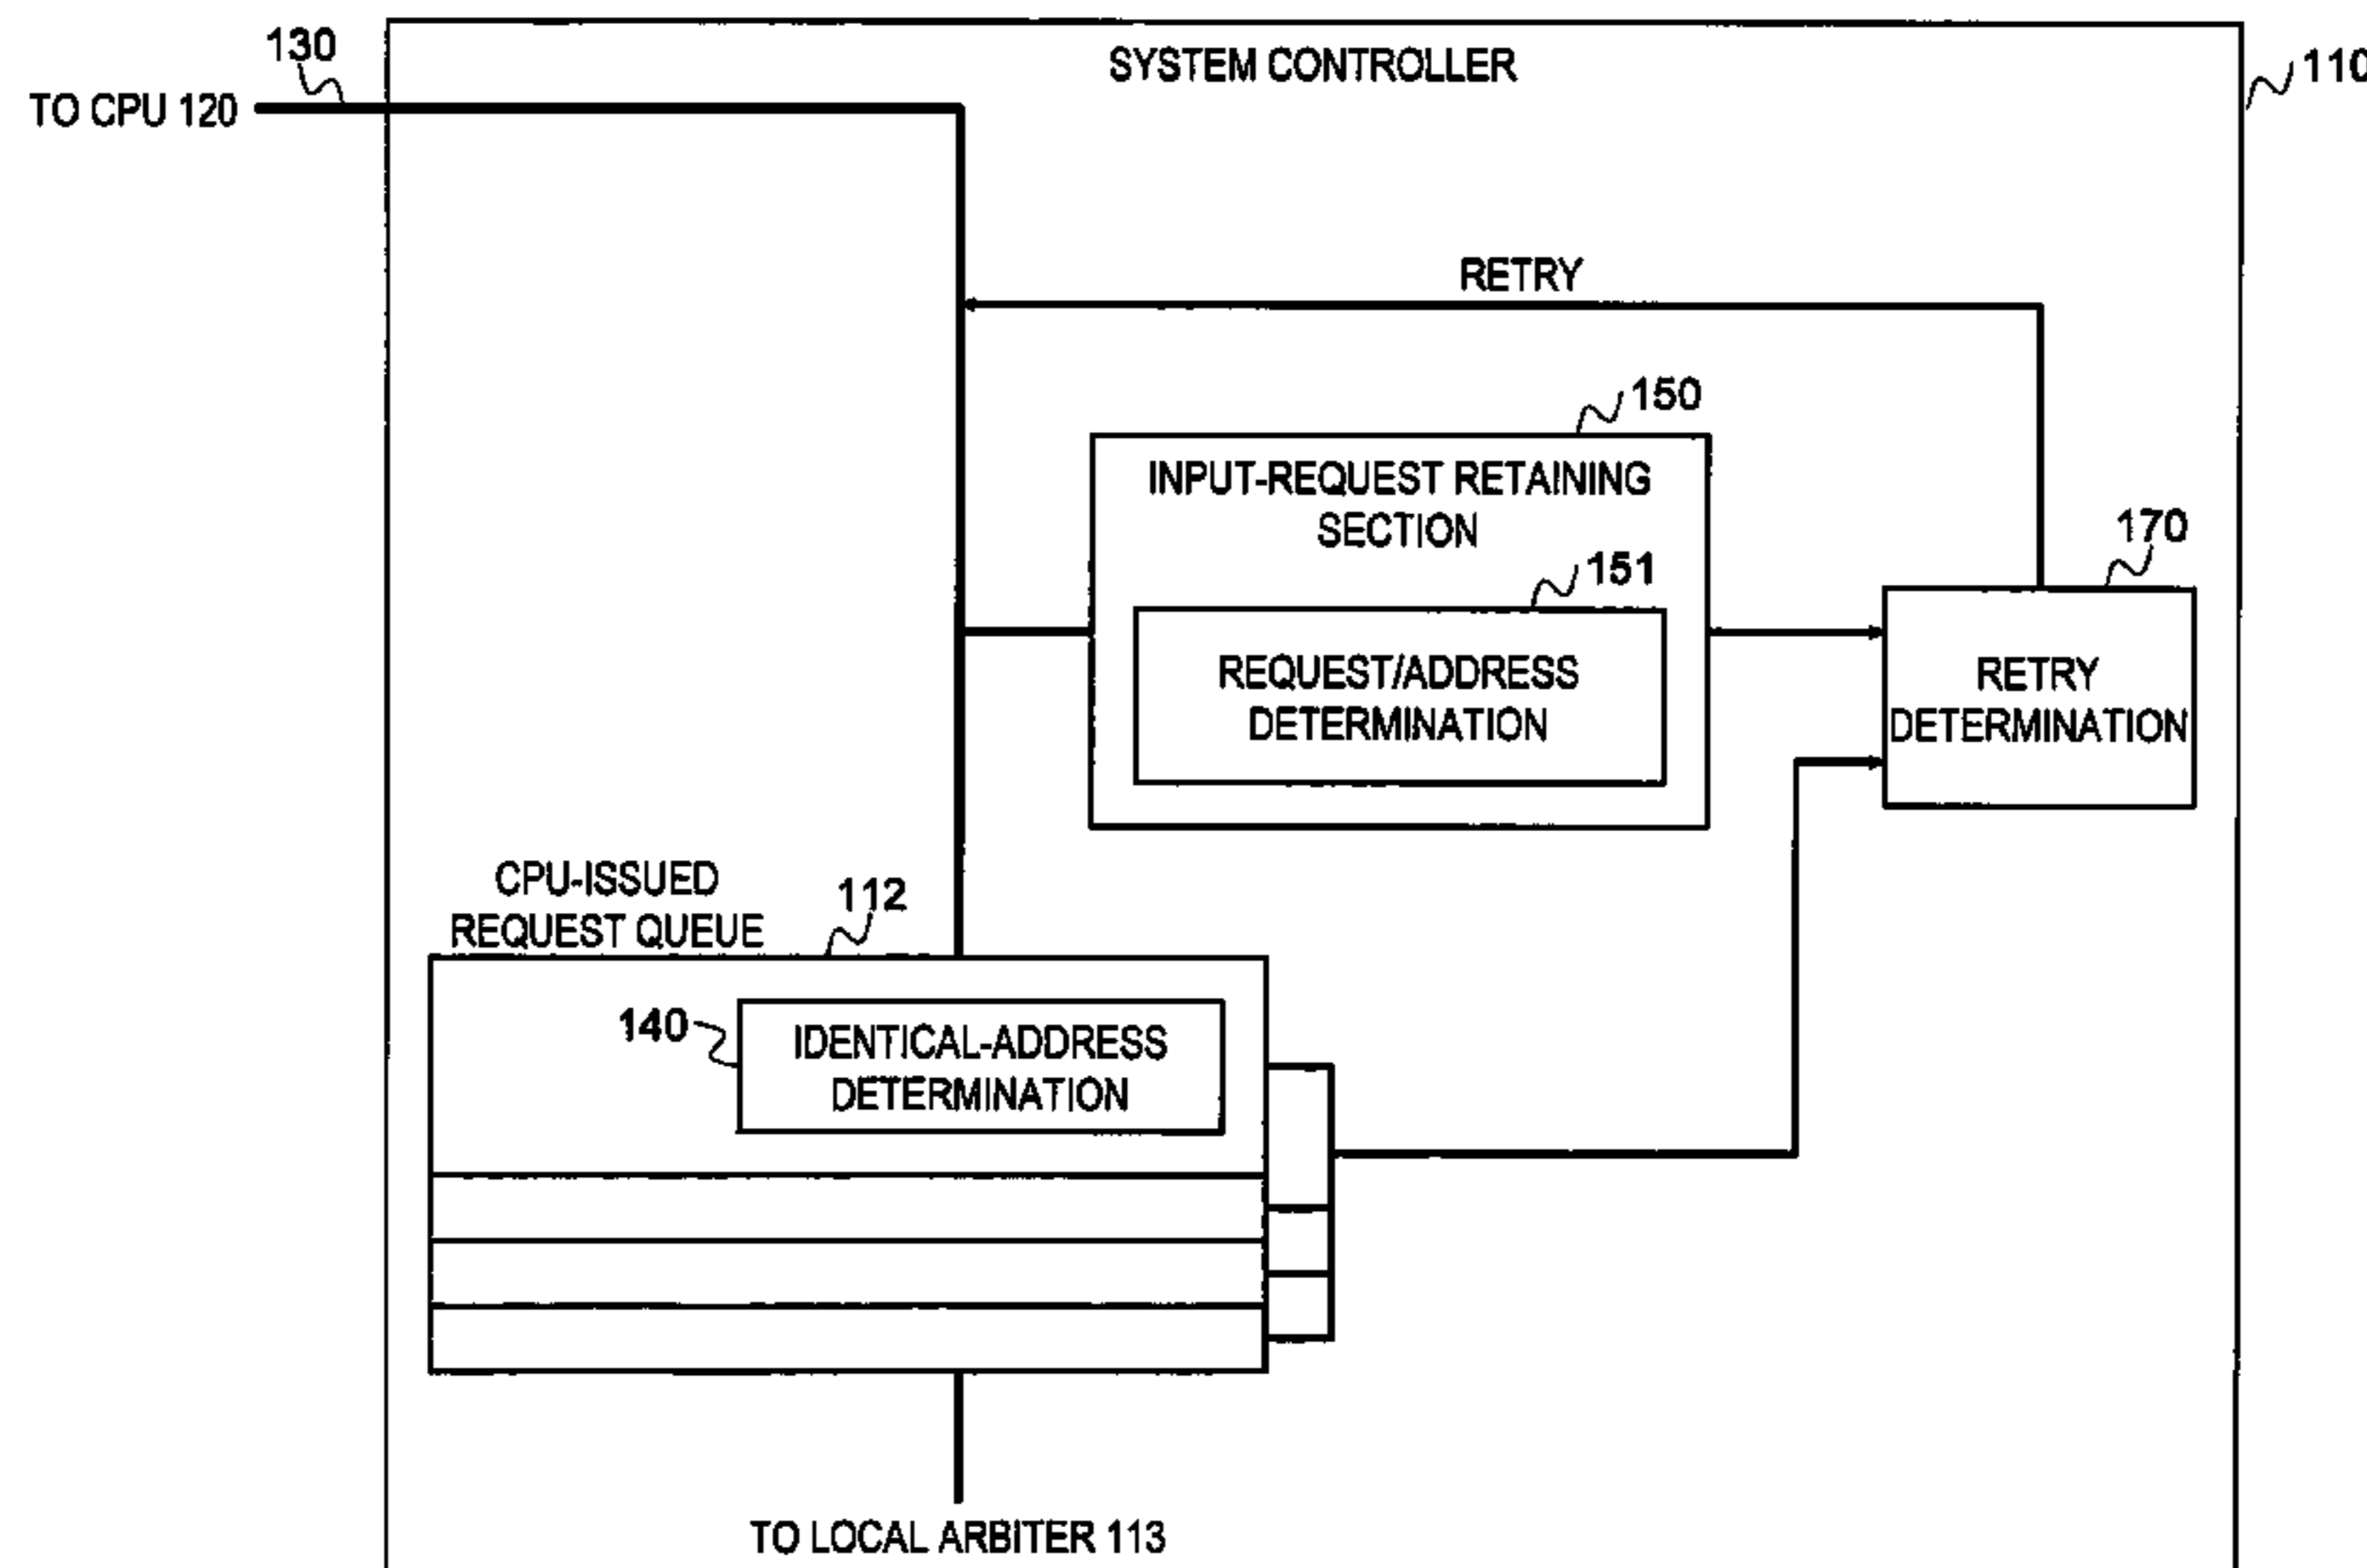 SYSTEM CONTROLLER
110
130
TO CPU 120
RETRY
150
INPUT-REQUEST RETAINING
SECTION
151
REQUEST/ADDRESS
DETERMINATION
170
RETRY
DETERMINATION
CPU-ISSUED
REQUEST QUEUE
112
140
IDENTICAL-ADDRESS
DETERMINATION
TO LOCAL ARBITER 113